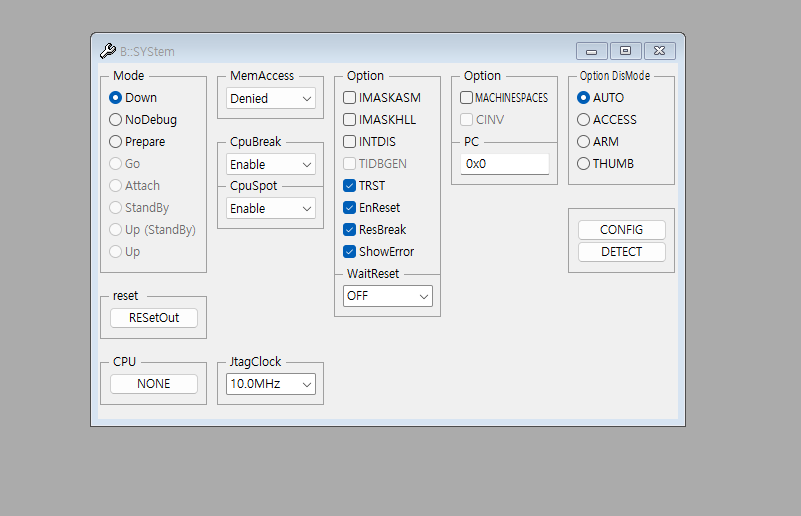 B::SYStem
Mode
Down
NoDebug
Prepare
Go
Attach
StandBy
Up (StandBy)
Up
reset
RESetOut
CPU
NONE
MemAccess
Denied
CpuBreak
Enable
CpuSpot
Enable
JtagClock
10.0MHz
Option
IMASKASM
IMASKHLL
INTDIS
TIDBGEN
TRST
EnReset
ResBreak
ShowError
WaitReset
OFF
Option
MACHINESPACES
CINV
PC
0x0
Option DisMode
AUTO
ACCESS
ARM
THUMB
CONFIG
DETECT